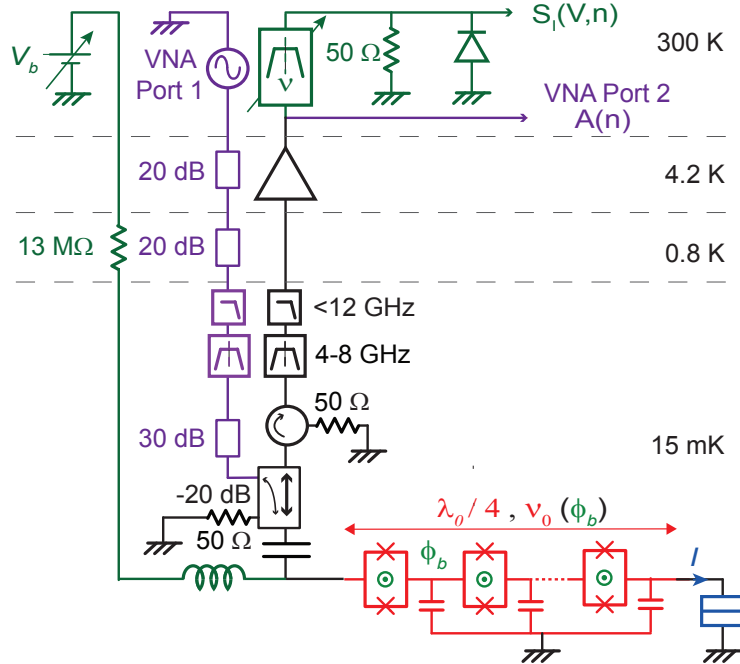 S_I(V,n)
V_b
VNA
Port 1
50 Ω
300 K
ν
VNA Port 2
A(n)
20 dB
4.2 K
13 MΩ
20 dB
0.8 K
<12 GHz
4-8 GHz
50 Ω
30 dB
15 mK
-20 dB
50 Ω
λ_0 / 4 , ν_0 (ϕ_b)
ϕ_b
I